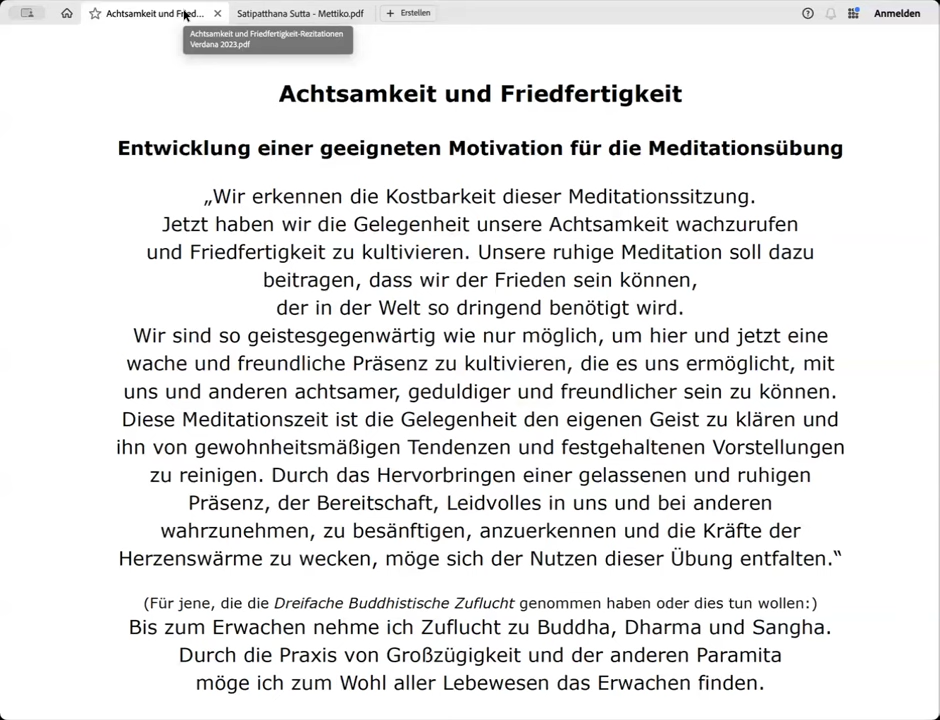 Achtsamkeit und Fried...
Satipatthana Sutta - Mettiko.pdf
+ Erstellen
Anmelden
Achtsamkeit und Friedfertigkeit-Rezitationen
Verdana 2023.pdf
Achtsamkeit und Friedfertigkeit
Entwicklung einer geeigneten Motivation für die Meditationsübung
„Wir erkennen die Kostbarkeit dieser Meditationssitzung.
Jetzt haben wir die Gelegenheit unsere Achtsamkeit wachzurufen
und Friedfertigkeit zu kultivieren. Unsere ruhige Meditation soll dazu
beitragen, dass wir der Frieden sein können,
der in der Welt so dringend benötigt wird.
Wir sind so geistesgegenwärtig wie nur möglich, um hier und jetzt eine
wache und freundliche Präsenz zu kultivieren, die es uns ermöglicht, mit
uns und anderen achtsamer, geduldiger und freundlicher sein zu können.
Diese Meditationszeit ist die Gelegenheit den eigenen Geist zu klären und
ihn von gewohnheitsmäßigen Tendenzen und festgehaltenen Vorstellungen
zu reinigen. Durch das Hervorbringen einer gelassenen und ruhigen
Präsenz, der Bereitschaft, Leidvolles in uns und bei anderen
wahrzunehmen, zu besänftigen, anzuerkennen und die Kräfte der
Herzenswärme zu wecken, möge sich der Nutzen dieser Übung entfalten.“
(Für jene, die die Dreifache Buddhistische Zuflucht genommen haben oder dies tun wollen:)
Bis zum Erwachen nehme ich Zuflucht zu Buddha, Dharma und Sangha.
Durch die Praxis von Großzügigkeit und der anderen Paramita
möge ich zum Wohl aller Lebewesen das Erwachen finden.